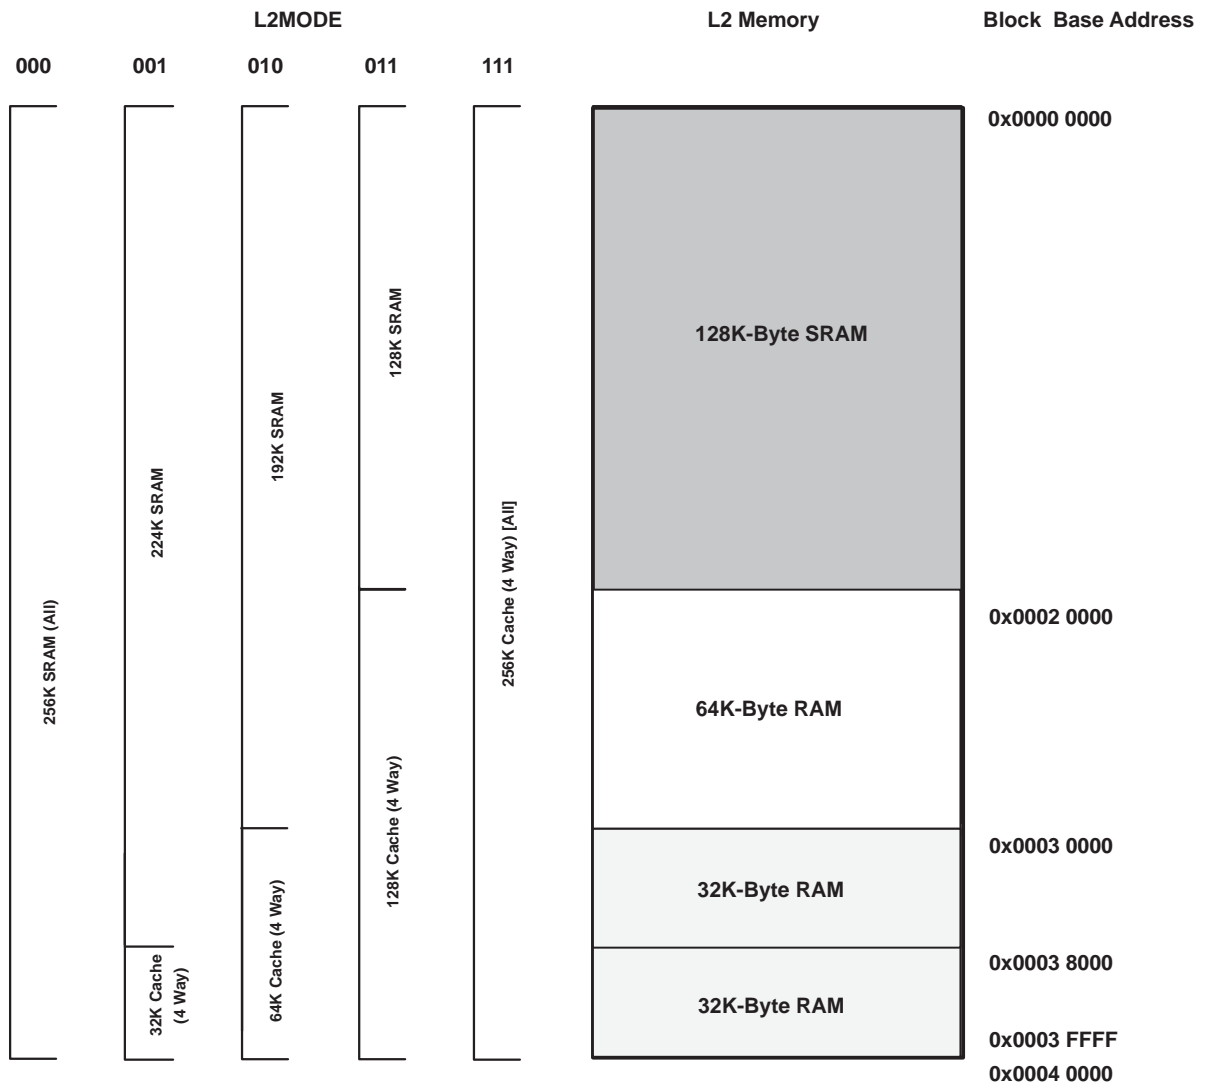 L2MODE L2 Memory Block Base Address
000 001 010 011 111
0x0000 0000
128K SRAM
128K-Byte SRAM
192K SRAM
224K SRAM
256K Cache (4 Way) [All]
256K SRAM (All)
0x0002 0000
64K-Byte RAM
128K Cache (4 Way)
0x0003 0000
64K Cache (4 Way)
32K-Byte RAM
32K Cache
(4 Way)
0x0003 8000
32K-Byte RAM
0x0003 FFFF
0x0004 0000